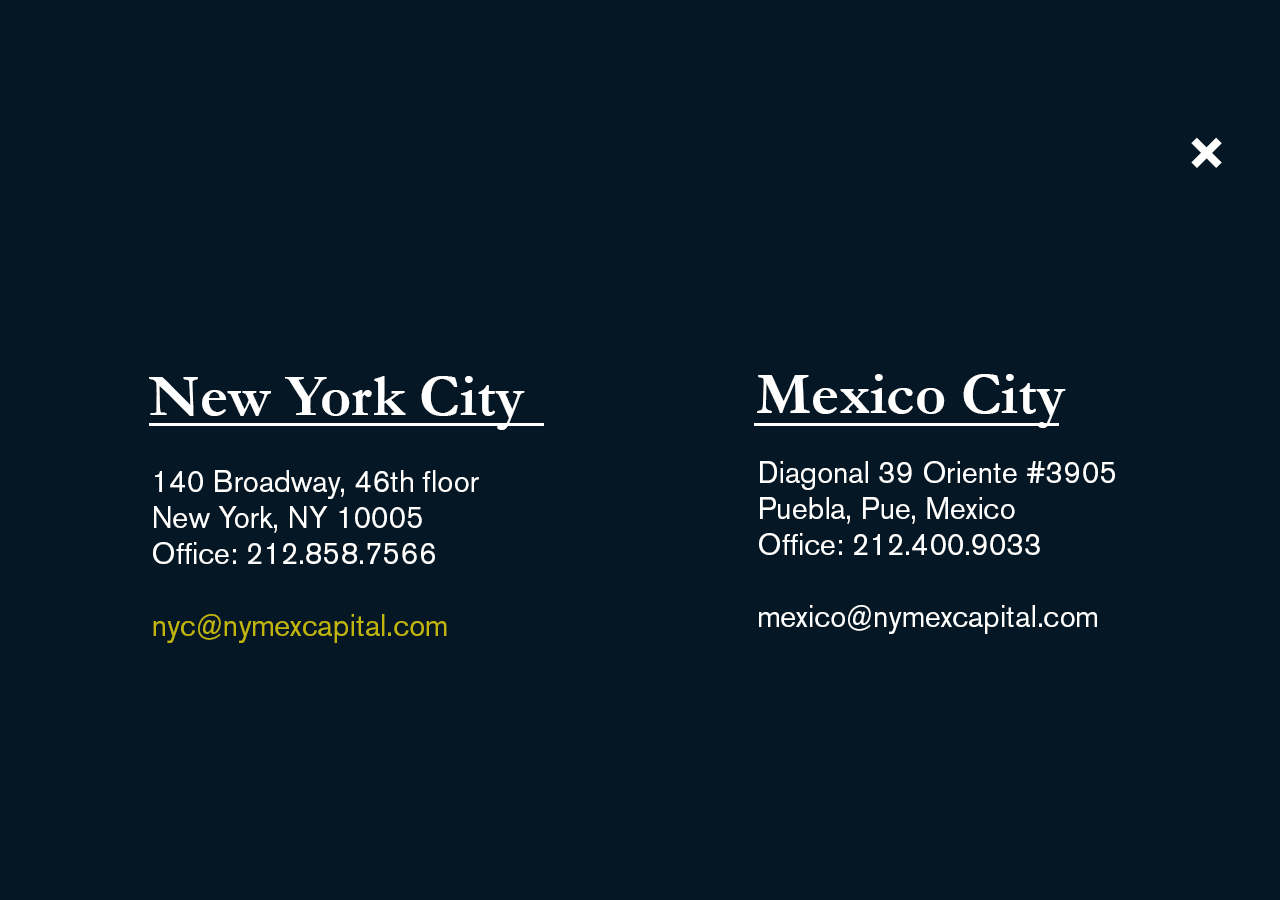 New York City
140 Broadway, 46th floor
New York, NY 10005
Office: 212.858.7566
nyc@nymexcapital.com
Mexico City
Diagonal 39 Oriente #3905
Puebla, Pue, Mexico
Office: 212.400.9033
mexico@nymexcapital.com